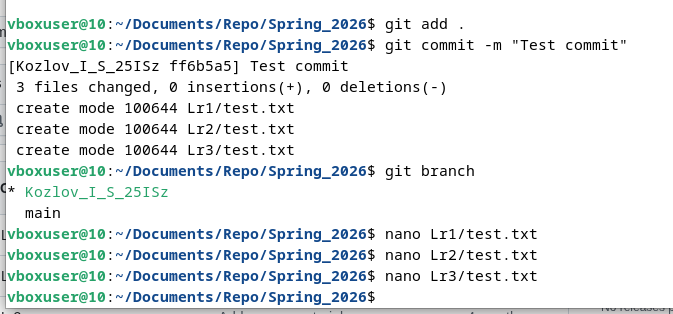 vboxuser@10:~/Documents/Repo/Spring_2026$ git add .
vboxuser@10:~/Documents/Repo/Spring_2026$ git commit -m "Test commit"
[Kozlov_I_S_25ISz ff6b5a5] Test commit
 3 files changed, 0 insertions(+), 0 deletions(-)
 create mode 100644 Lr1/test.txt
 create mode 100644 Lr2/test.txt
 create mode 100644 Lr3/test.txt
vboxuser@10:~/Documents/Repo/Spring_2026$ git branch
* Kozlov_I_S_25ISz
  main
vboxuser@10:~/Documents/Repo/Spring_2026$ nano Lr1/test.txt
vboxuser@10:~/Documents/Repo/Spring_2026$ nano Lr2/test.txt
vboxuser@10:~/Documents/Repo/Spring_2026$ nano Lr3/test.txt
vboxuser@10:~/Documents/Repo/Spring_2026$